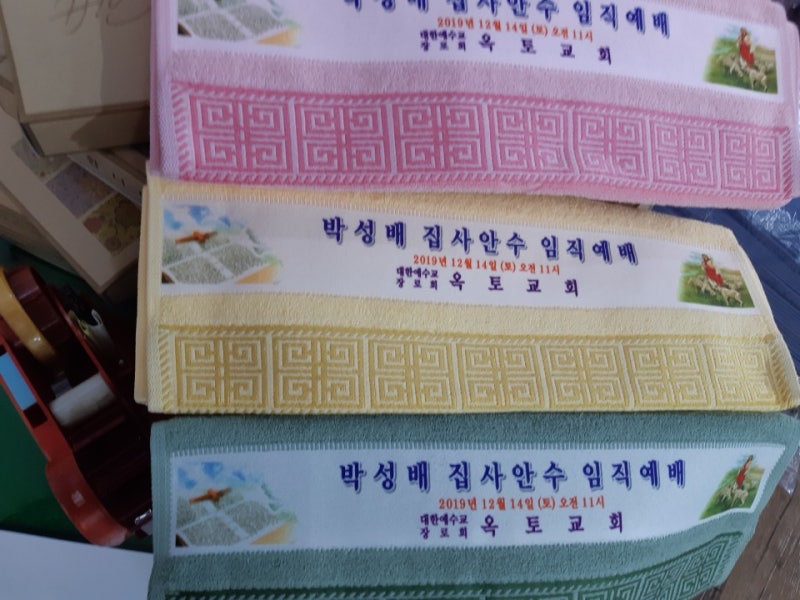 박성배 집사안수 임직예배
2019년 12월 14일 (토) 오전 11시
대한예수교
장로회 옥토교회
박성배 집사안수 임직예배
2019년 12월 14일 (토) 오전 11시
대한예수교
장로회 옥토교회
박성배 집사안수 임직예배
2019년 12월 14일 (토) 오전 11시
대한예수교
장로회 옥토교회